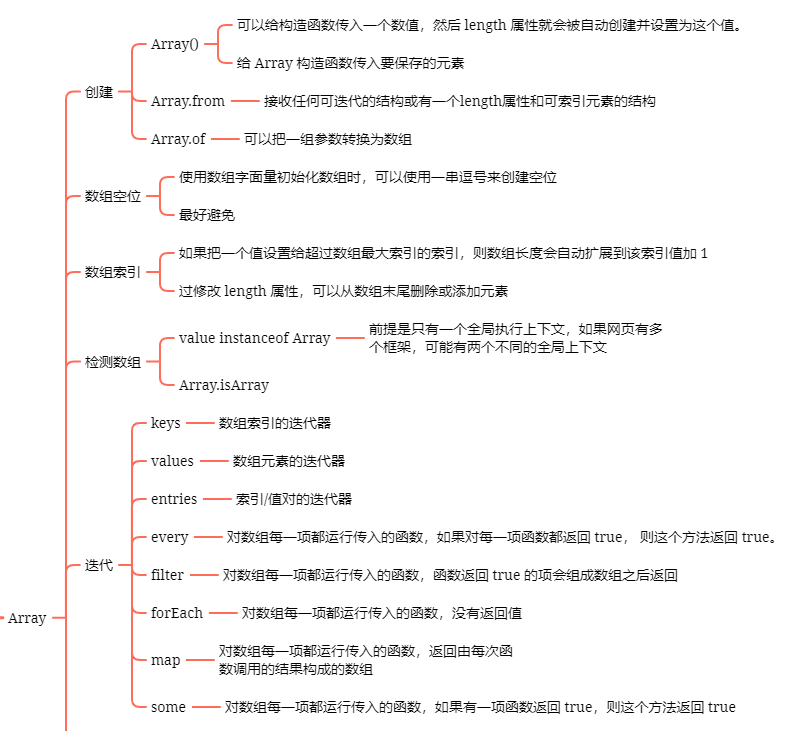 可以给构造函数传入一个数值，然后 length 属性就会被自动创建并设置为这个值。
Array()
给 Array 构造函数传入要保存的元素
创建
Array.from
接收任何可迭代的结构或有一个length属性和可索引元素的结构
Array.of
可以把一组参数转换为数组
使用数组字面量初始化数组时，可以使用一串逗号来创建空位
数组空位
最好避免
如果把一个值设置给超过数组最大索引的索引，则数组长度会自动扩展到该索引值加 1
数组索引
过修改 length 属性，可以从数组末尾删除或添加元素
value instanceof Array
前提是只有一个全局执行上下文，如果网页有多
个框架，可能有两个不同的全局上下文
检测数组
Array.isArray
keys
数组索引的迭代器
values
数组元素的迭代器
entries
索引/值对的迭代器
every
对数组每一项都运行传入的函数，如果对每一项函数都返回 true， 则这个方法返回 true。
迭代
filter
对数组每一项都运行传入的函数，函数返回 true 的项会组成数组之后返回
Array
forEach
对数组每一项都运行传入的函数，没有返回值
map
对数组每一项都运行传入的函数，返回由每次函
数调用的结果构成的数组
some
对数组每一项都运行传入的函数，如果有一项函数返回 true，则这个方法返回 true